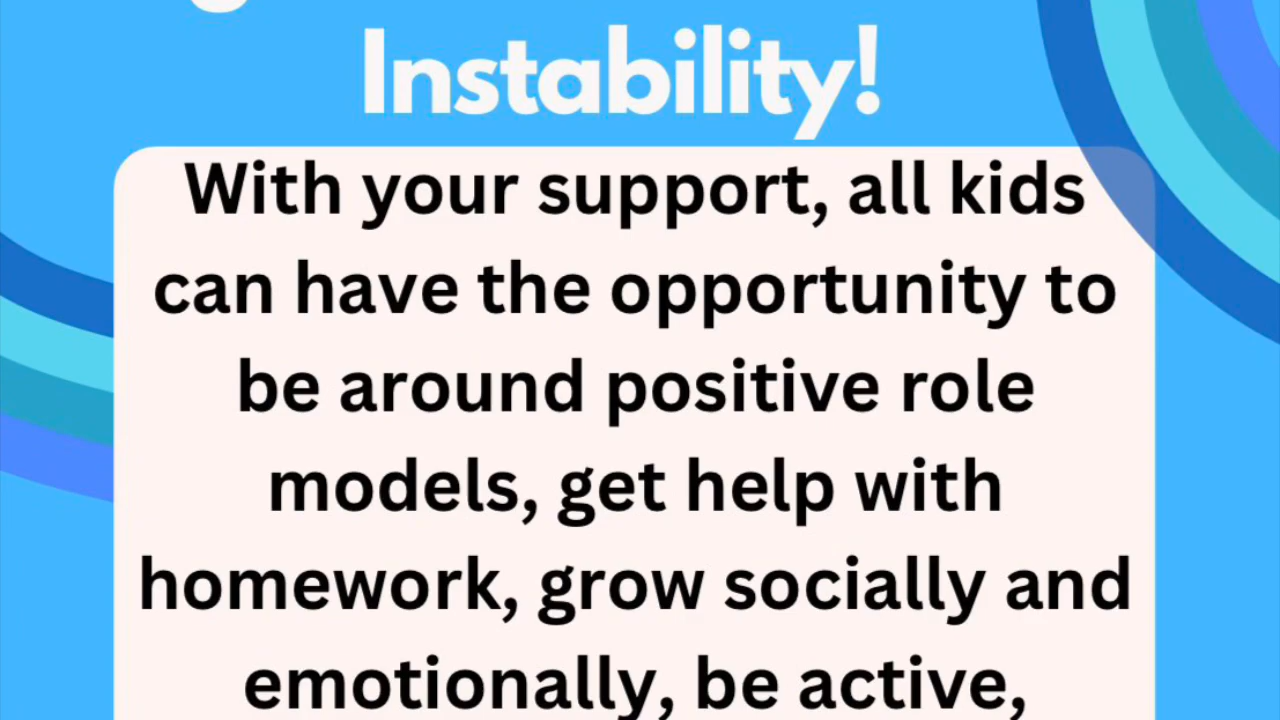 Instability!
With your support, all kids
can have the opportunity to
be around positive role
models, get help with
homework, grow socially and
emotionally, be active,